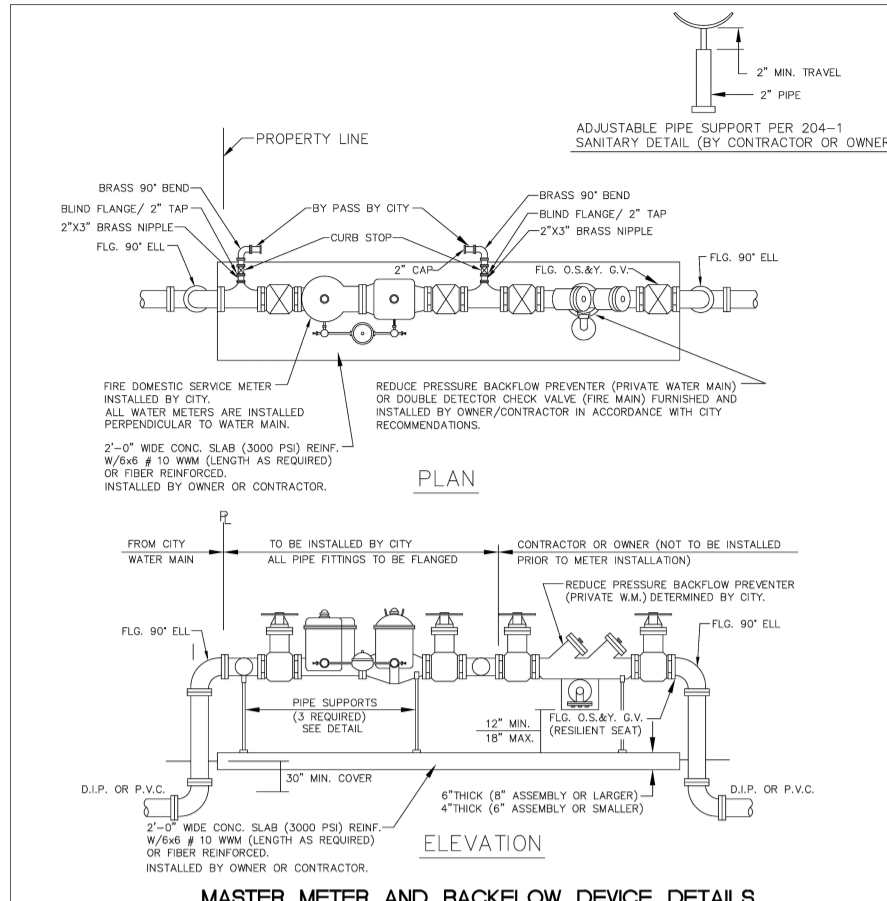 2" MIN. TRAVEL
2" PIPE
ADJUSTABLE PIPE SUPPORT PER 204-1
SANITARY DETAIL (BY CONTRACTOR OR OWNER
PROPERTY LINE
BRASS 90° BEND
BLIND FLANGE/ 2" TAP
2"X3" BRASS NIPPLE
FLG. 90° ELL
BY PASS BY CITY
CURB STOP
2" CAP
BRASS 90° BEND
BLIND FLANGE/ 2" TAP
2"X3" BRASS NIPPLE
FLG. O.S.&Y. G.V.
FLG. 90° ELL
FIRE DOMESTIC SERVICE METER
INSTALLED BY CITY.
ALL WATER METERS ARE INSTALLED
PERPENDICULAR TO WATER MAIN.
2'-0" WIDE CONC. SLAB (3000 PSI) REINF.
W/6x6 # 10 WWM (LENGTH AS REQUIRED)
OR FIBER REINFORCED.
INSTALLED BY OWNER OR CONTRACTOR.
REDUCE PRESSURE BACKFLOW PREVENTER (PRIVATE WATER MAIN)
OR DOUBLE DETECTOR CHECK VALVE (FIRE MAIN) FURNISHED AND
INSTALLED BY OWNER/CONTRACTOR IN ACCORDANCE WITH CITY
RECOMMENDATIONS.
PLAN
PL
FROM CITY
WATER MAIN
TO BE INSTALLED BY CITY
ALL PIPE FITTINGS TO BE FLANGED
CONTRACTOR OR OWNER (NOT TO BE INSTALLED
PRIOR TO METER INSTALLATION)
REDUCE PRESSURE BACKFLOW PREVENTER
(PRIVATE W.M.) DETERMINED BY CITY.
FLG. 90° ELL
FLG. 90° ELL
PIPE SUPPORTS
(3 REQUIRED)
SEE DETAIL
12" MIN.
18" MAX.
FLG. O.S.&Y. G.V.
(RESILIENT SEAT)
30" MIN. COVER
D.I.P. OR P.V.C.
6"THICK (8" ASSEMBLY OR LARGER)
4"THICK (6" ASSEMBLY OR SMALLER)
D.I.P. OR P.V.C.
2'-0" WIDE CONC. SLAB (3000 PSI) REINF.
W/6x6 # 10 WWM (LENGTH AS REQUIRED)
OR FIBER REINFORCED.
INSTALLED BY OWNER OR CONTRACTOR.
ELEVATION
MASTER METER AND BACKFLOW DEVICE DETAILS